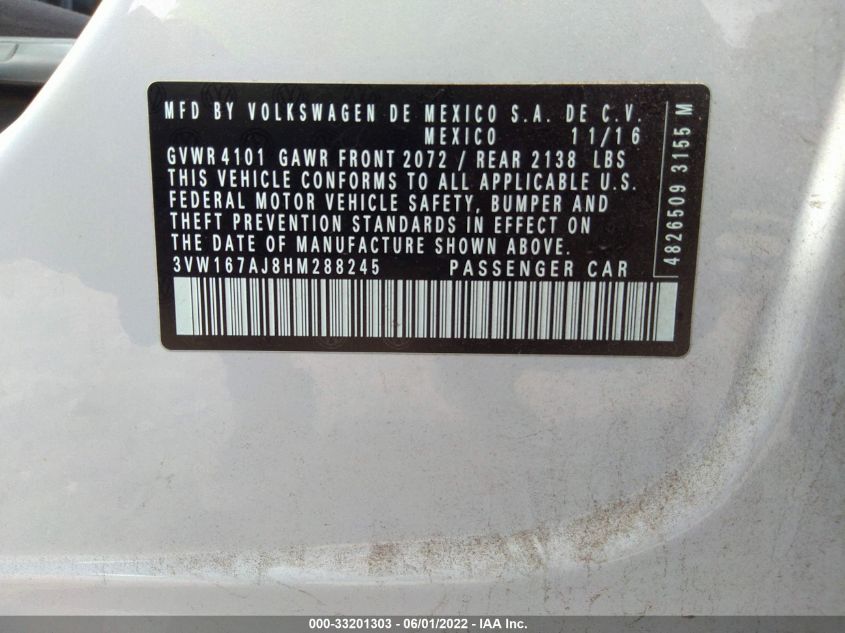 MFD BY VOLKSWAGEN DE MEXICO S.A. DE C.V.
MEXICO 11/16
GVWR 4101 GAWR FRONT 2072 / REAR 2138 LBS
THIS VEHICLE CONFORMS TO ALL APPLICABLE U.S.
FEDERAL MOTOR VEHICLE SAFETY, BUMPER AND
THEFT PREVENTION STANDARDS IN EFFECT ON
THE DATE OF MANUFACTURE SHOWN ABOVE.
3VW167AJ8HM288245 PASSENGER CAR
4826509 3155 M
000-33201303 - 06/01/2022 - IAA Inc.